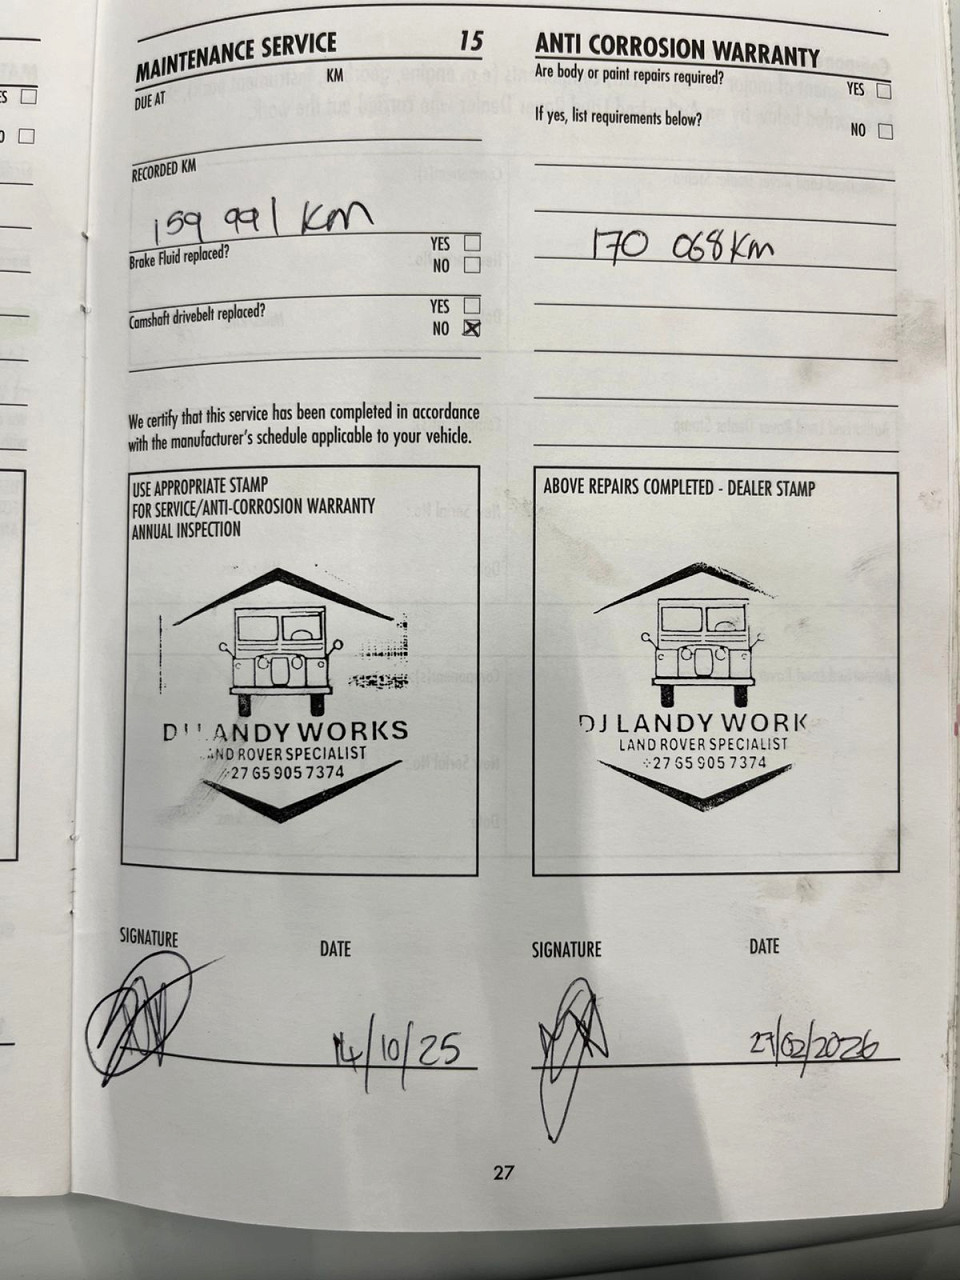 MAINTENANCE SERVICE 15
KM
DUE AT
RECORDED KM
159 991 KM
Brake Fluid replaced?
YES
NO
Camshaft drivebelt replaced?
YES
NO
We certify that this service has been completed in accordance
with the manufacturer's schedule applicable to your vehicle.
USE APPROPRIATE STAMP
FOR SERVICE/ANTI-CORROSION WARRANTY
ANNUAL INSPECTION
LANDY WORKS
LAND ROVER SPECIALIST
27 65 905 7374
SIGNATURE
DATE
14/10/25
ANTI CORROSION WARRANTY
Are body or paint repairs required?
YES
If yes, list requirements below?
NO
170 068 KM
ABOVE REPAIRS COMPLETED - DEALER STAMP
DJ LANDY WORK
LAND ROVER SPECIALIST
27 65 905 7374
SIGNATURE
DATE
27/02/2026
27